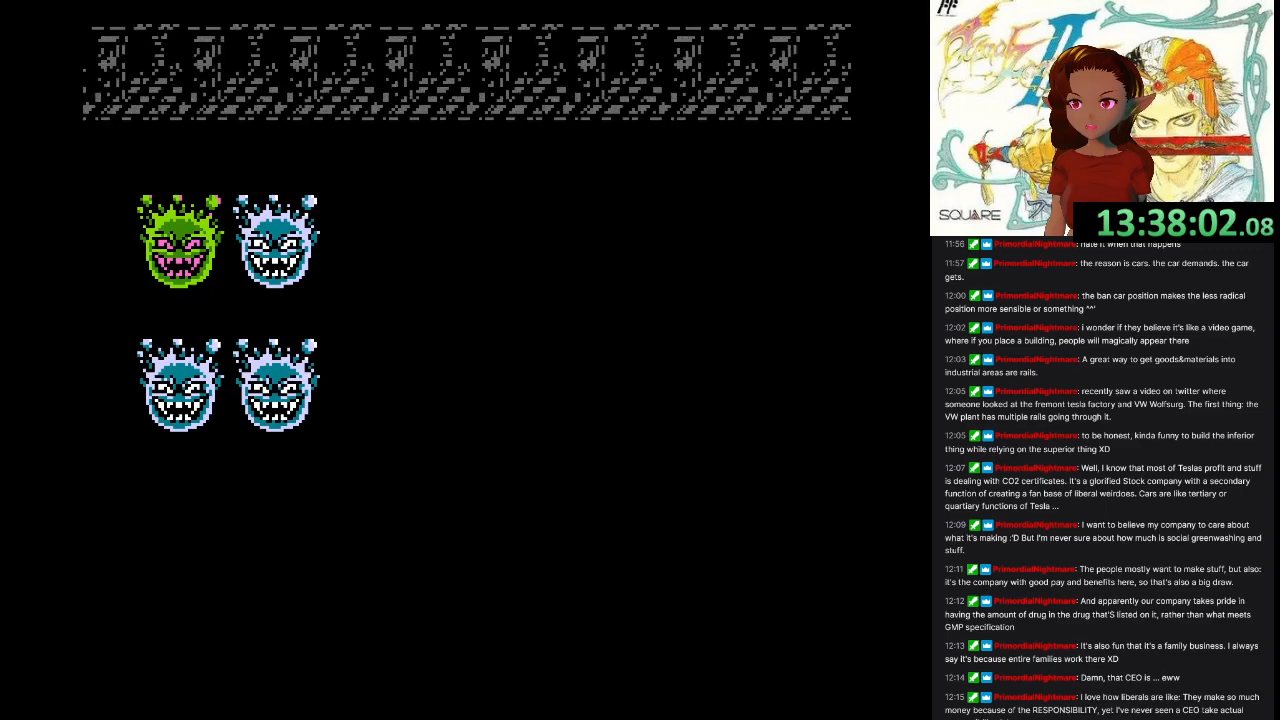 II
SQUARE
13:38:02.08
11:56 PrimordialNightmare: hate it when that happens
11:57 PrimordialNightmare: the reason is cars. the car demands. the car
gets.
12:00 PrimordialNightmare: the ban car position makes the less radical
position more sensible or something ^^'
12:02 PrimordialNightmare: i wonder if they believe it's like a video game,
where if you place a building, people will magically appear there
12:03 PrimordialNightmare: A great way to get goods&materials into
industrial areas are rails.
12:05 PrimordialNightmare: recently saw a video on twitter where
someone looked at the fremont tesla factory and VW Wolfsurg. The first thing: the
VW plant has multiple rails going through it.
12:05 PrimordialNightmare: to be honest, kinda funny to build the inferior
thing while relying on the superior thing XD
12:07 PrimordialNightmare: Well, I know that most of Teslas profit and stuff
is dealing with CO2 certificates. It's a glorified Stock company with a secondary
function of creating a fan base of liberal weirdoes. Cars are like tertiary or
quartiary functions of Tesla ...
12:09 PrimordialNightmare: I want to believe my company to care about
what it's making :'D But I'm never sure about how much is social greenwashing and
stuff.
12:11 PrimordialNightmare: The people mostly want to make stuff, but also:
it's the company with good pay and benefits here, so that's also a big draw.
12:12 PrimordialNightmare: And apparently our company takes pride in
having the amount of drug in the drug that'S listed on it, rather than what meets
GMP specification
12:13 PrimordialNightmare: It's also fun that it's a family business. I always
say it's because entire families work there XD
12:14 PrimordialNightmare: Damn, that CEO is ... eww
12:15 PrimordialNightmare: I love how liberals are like: They make so much
money because of the RESPONSIBILITY, yet I've never seen a CEO take actual